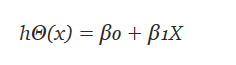 hΘ(x) = βo + β1X